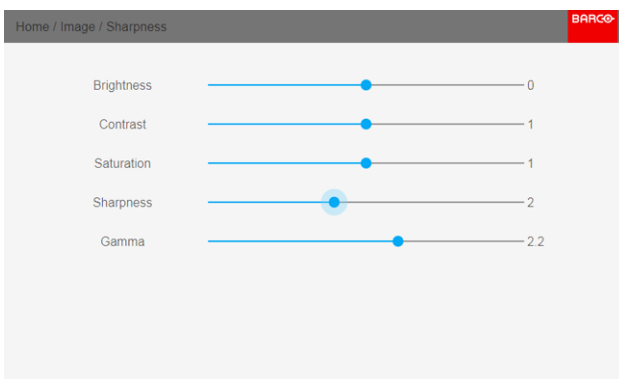 Home / Image / Sharpness
BARCO
Brightness 0
Contrast 1
Saturation 1
Sharpness 2
Gamma 2.2